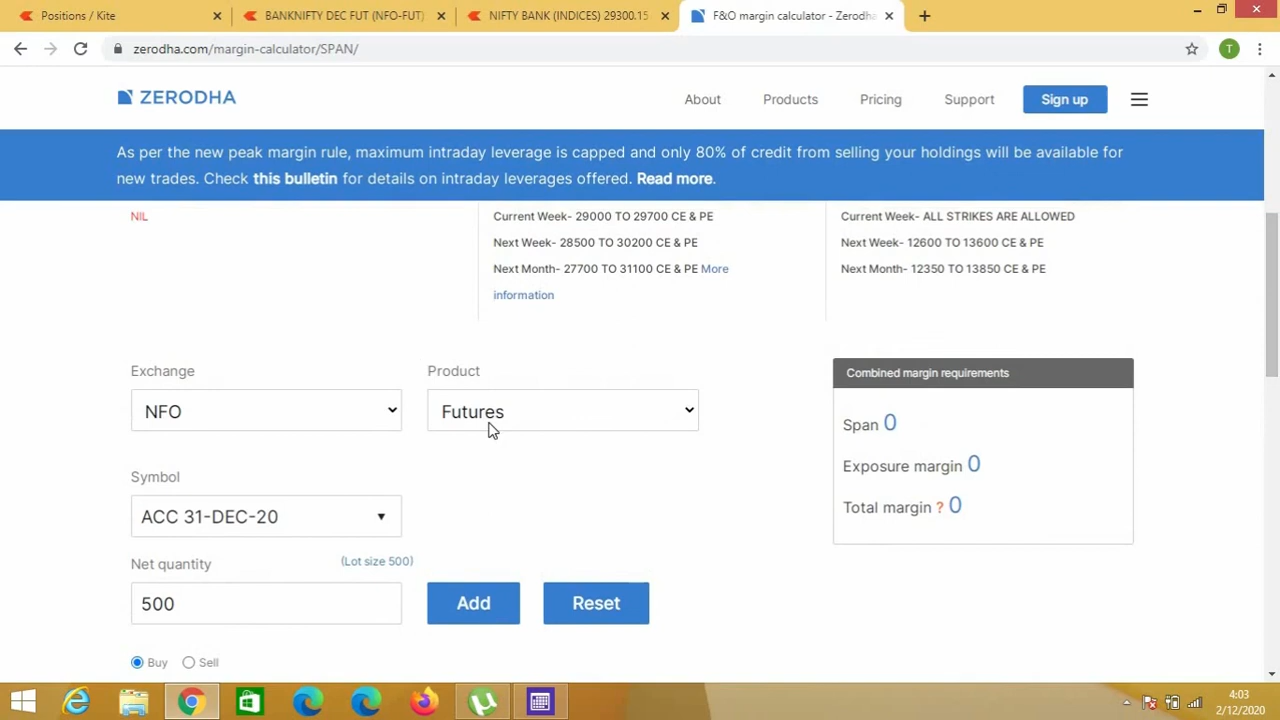 Positions / Kite
BANKNIFTY DEC FUT (NFO-FUT)
NIFTY BANK (INDICES) 29300.15
F&O margin calculator - Zerodha
zerodha.com/margin-calculator/SPAN/
T
ZERODHA
About
Products
Pricing
Support
Sign up
As per the new peak margin rule, maximum intraday leverage is capped and only 80% of credit from selling your holdings will be available for
new trades. Check this bulletin for details on intraday leverages offered. Read more.
NIL
Current Week- 29000 TO 29700 CE & PE
Next Week- 28500 TO 30200 CE & PE
Next Month- 27700 TO 31100 CE & PE More
information
Current Week- ALL STRIKES ARE ALLOWED
Next Week- 12600 TO 13600 CE & PE
Next Month- 12350 TO 13850 CE & PE
Exchange
NFO
Product
Futures
Symbol
ACC 31-DEC-20
Net quantity
(Lot size 500)
500
Add
Reset
Buy
Sell
Combined margin requirements
Span 0
Exposure margin 0
Total margin ? 0
4:03
2/12/2020